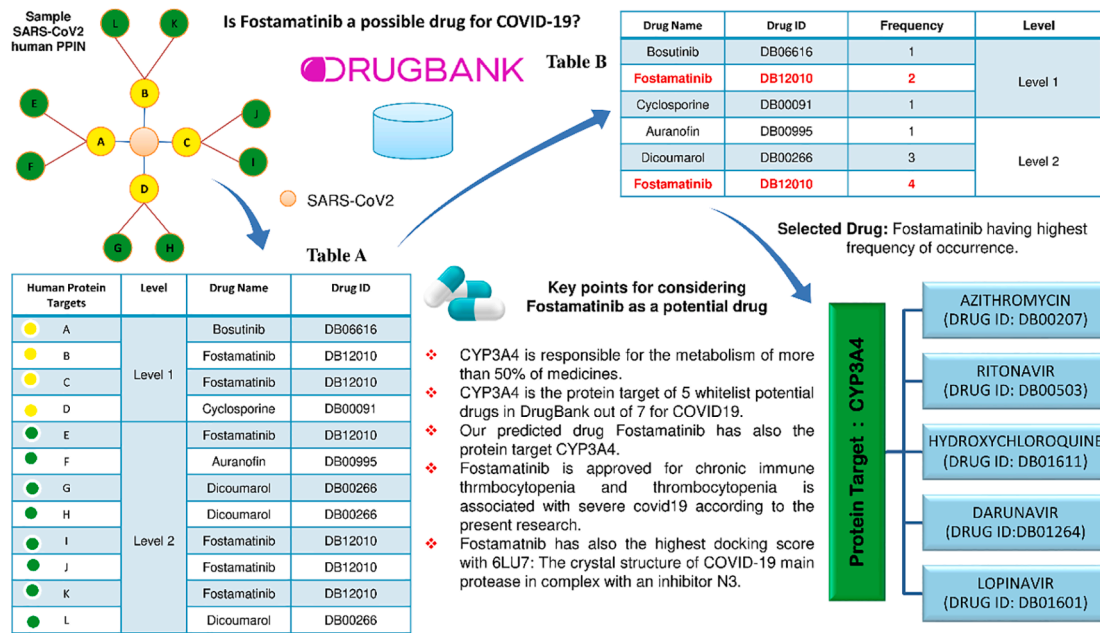 Sample
SARS-CoV2
human PPIN
L
K
B
E
J
A
C
F
I
D
G
H
SARS-CoV2
Is Fostamatinib a possible drug for COVID-19?
DRUGBANK
Table B
Drug Name Drug ID Frequency Level
Bosutinib DB06616 1
Fostamatinib DB12010 2
Level 1
Cyclosporine DB00091 1
Auranofin DB00995 1
Dicoumarol DB00266 3
Level 2
Fostamatinib DB12010 4
Selected Drug: Fostamatinib having highest
frequency of occurrence.
Table A
Human Protein
Targets
Level Drug Name Drug ID
A Bosutinib DB06616
B Fostamatinib DB12010
Level 1
C Fostamatinib DB12010
D Cyclosporine DB00091
E Fostamatinib DB12010
F Auranofin DB00995
G Dicoumarol DB00266
H Dicoumarol DB00266
Level 2
I Fostamatinib DB12010
J Fostamatinib DB12010
K Fostamatinib DB12010
L Dicoumarol DB00266
Key points for considering
Fostamatinib as a potential drug
❖ CYP3A4 is responsible for the metabolism of more
than 50% of medicines.
❖ CYP3A4 is the protein target of 5 whitelist potential
drugs in DrugBank out of 7 for COVID19.
❖ Our predicted drug Fostamatinib has also the
protein target CYP3A4.
❖ Fostamatinib is approved for chronic immune
thrmbocytopenia and thrombocytopenia is
associated with severe covid19 according to the
present research.
❖ Fostamatnib has also the highest docking score
with 6LU7: The crystal structure of COVID-19 main
protease in complex with an inhibitor N3.
Protein Target : CYP3A4
AZITHROMYCIN
(DRUG ID: DB00207)
RITONAVIR
(DRUG ID: DB00503)
HYDROXYCHLOROQUINE
(DRUG ID: DB01611)
DARUNAVIR
(DRUG ID:DB01264)
LOPINAVIR
(DRUG ID: DB01601)